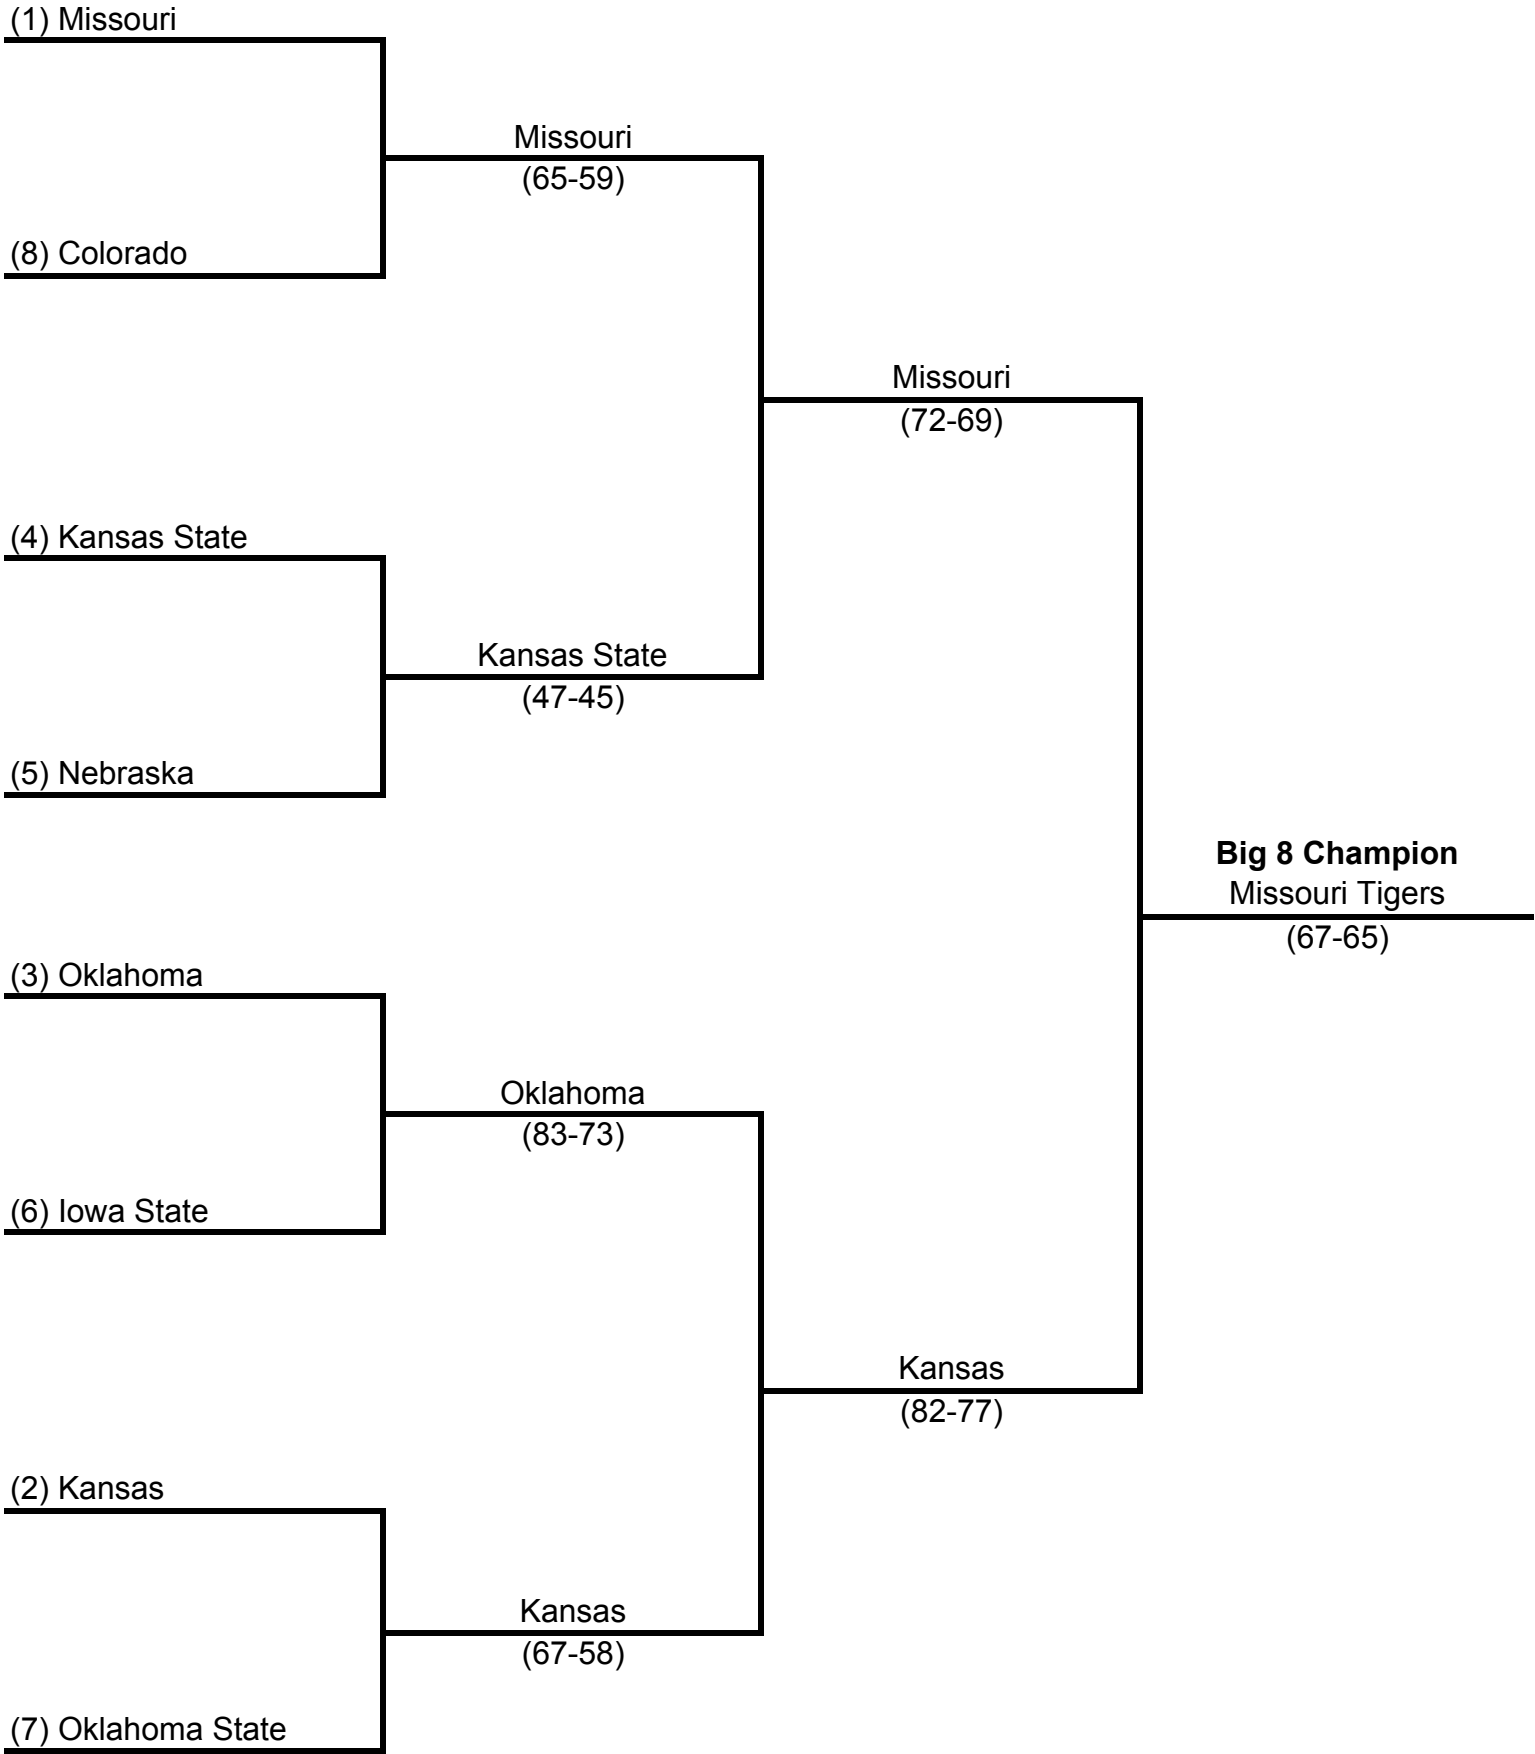 (1) Missouri
Missouri
(65-59)
(8) Colorado
Missouri
(72-69)
(4) Kansas State
Kansas State
(47-45)
(5) Nebraska
Big 8 Champion
Missouri Tigers
(67-65)
(3) Oklahoma
Oklahoma
(83-73)
(6) Iowa State
Kansas
(82-77)
(2) Kansas
Kansas
(67-58)
(7) Oklahoma State